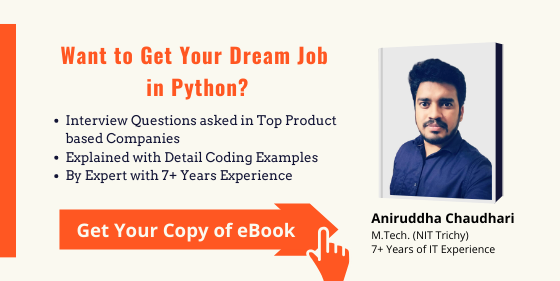 Want to Get Your Dream Job
in Python?
• Interview Questions asked in Top Product
based Companies
• Explained with Detail Coding Examples
• By Expert with 7+ Years Experience
Get Your Copy of eBook
Aniruddha Chaudhari
M.Tech. (NIT Trichy)
7+ Years of IT Experience